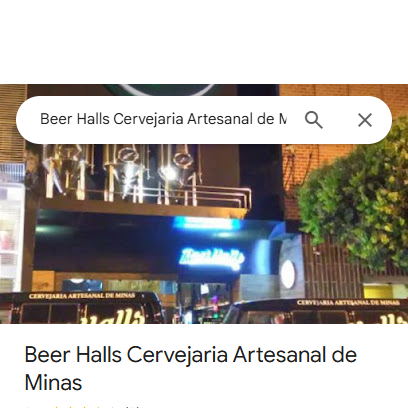 Beer Halls Cervejaria Artesanal de M
Beer Halls
CERVEJARIA ARTESANAL DE MINAS
CERVEJARIA ARTESANAL DE MINAS
Beer Halls Cervejaria Artesanal de
Minas